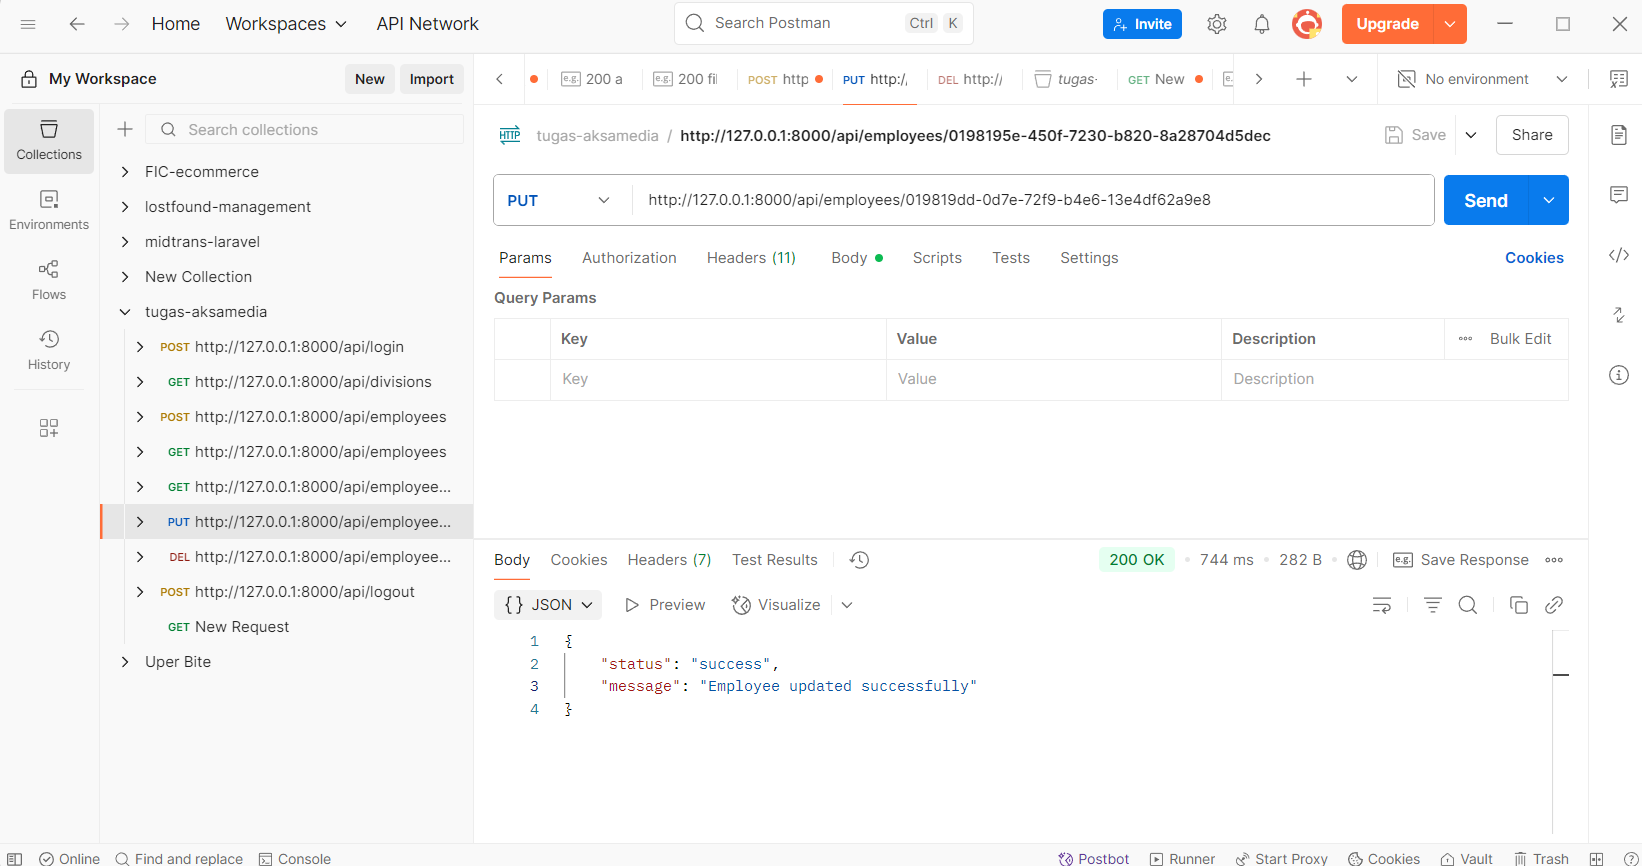 Home Workspaces API Network Search Postman Ctrl K Invite Upgrade
My Workspace New Import
e.g. 200 a e.g. 200 fil POST http PUT http:/, DEL http:// tugas- GET New No environment
Collections
Environments
Flows
History
Search collections
FIC-ecommerce
lostfound-management
midtrans-laravel
New Collection
tugas-aksamedia
POST http://127.0.0.1:8000/api/login
GET http://127.0.0.1:8000/api/divisions
POST http://127.0.0.1:8000/api/employees
GET http://127.0.0.1:8000/api/employees
GET http://127.0.0.1:8000/api/employee...
PUT http://127.0.0.1:8000/api/employee...
DEL http://127.0.0.1:8000/api/employee...
POST http://127.0.0.1:8000/api/logout
GET New Request
Uper Bite
HTTP tugas-aksamedia / http://127.0.0.1:8000/api/employees/0198195e-450f-7230-b820-8a28704d5dec Save Share
PUT http://127.0.0.1:8000/api/employees/019819dd-0d7e-72f9-b4e6-13e4df62a9e8 Send
Params Authorization Headers (11) Body Scripts Tests Settings Cookies
Query Params
Key Value Description Bulk Edit
Key Value Description
Body Cookies Headers (7) Test Results 200 OK 744 ms 282 B e.g. Save Response
{} JSON Preview Visualize
1 {
2 "status": "success",
3 "message": "Employee updated successfully"
4 }
Online Find and replace Console Postbot Runner Start Proxy Cookies Vault Trash